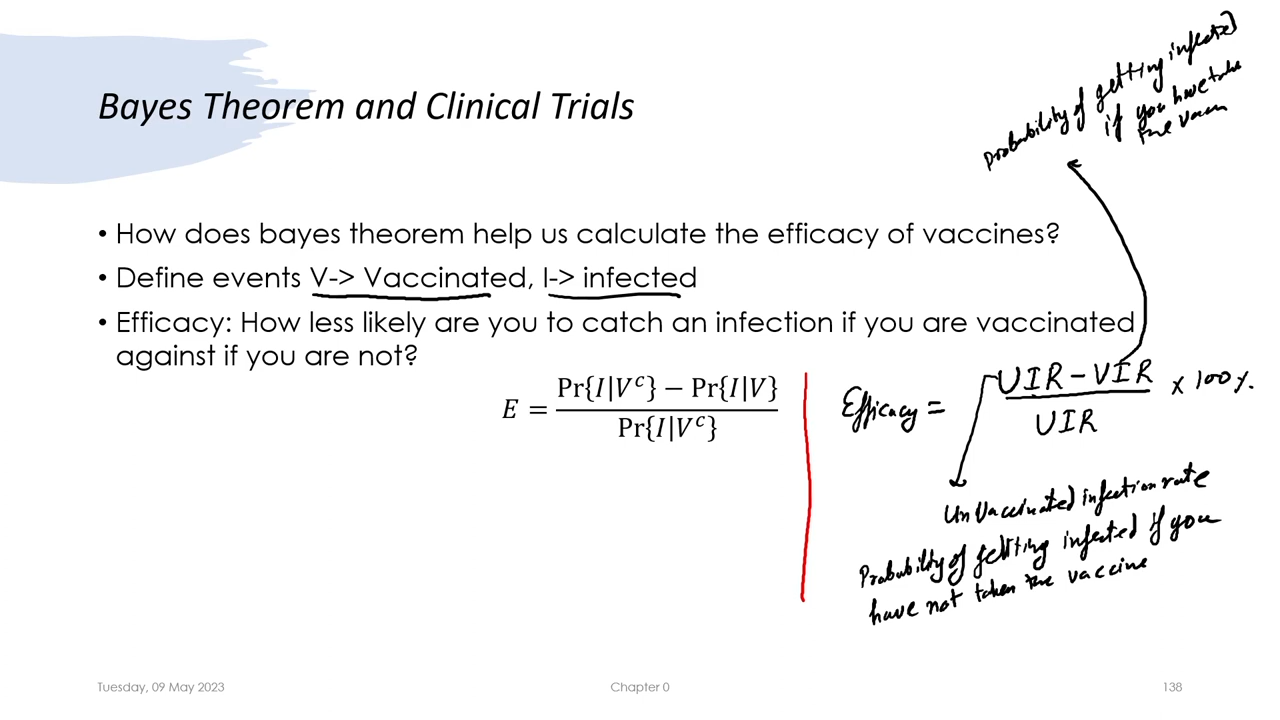 Bayes Theorem and Clinical Trials
Probability of getting infected
if you have take
the vaccn
• How does bayes theorem help us calculate the efficacy of vaccines?
• Define events V-> Vaccinated, I-> infected
• Efficacy: How less likely are you to catch an infection if you are vaccinated
against if you are not?
E = Pr{I|Vᶜ} − Pr{I|V} / Pr{I|Vᶜ}
Efficacy = UIR − VIR / UIR × 100 %.
UnVaccinated infection rate
Probability of getting infected if you
have not taken the vaccine
Tuesday, 09 May 2023
Chapter 0
138